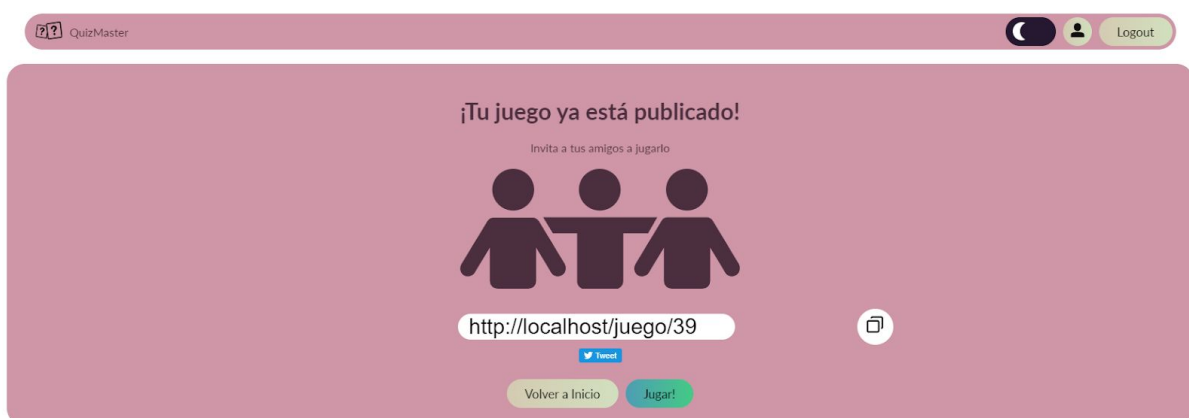 QuizMaster
Logout
¡Tu juego ya está publicado!
Invita a tus amigos a jugarlo
http://localhost/juego/39
Tweet
Volver a Inicio
Jugar!